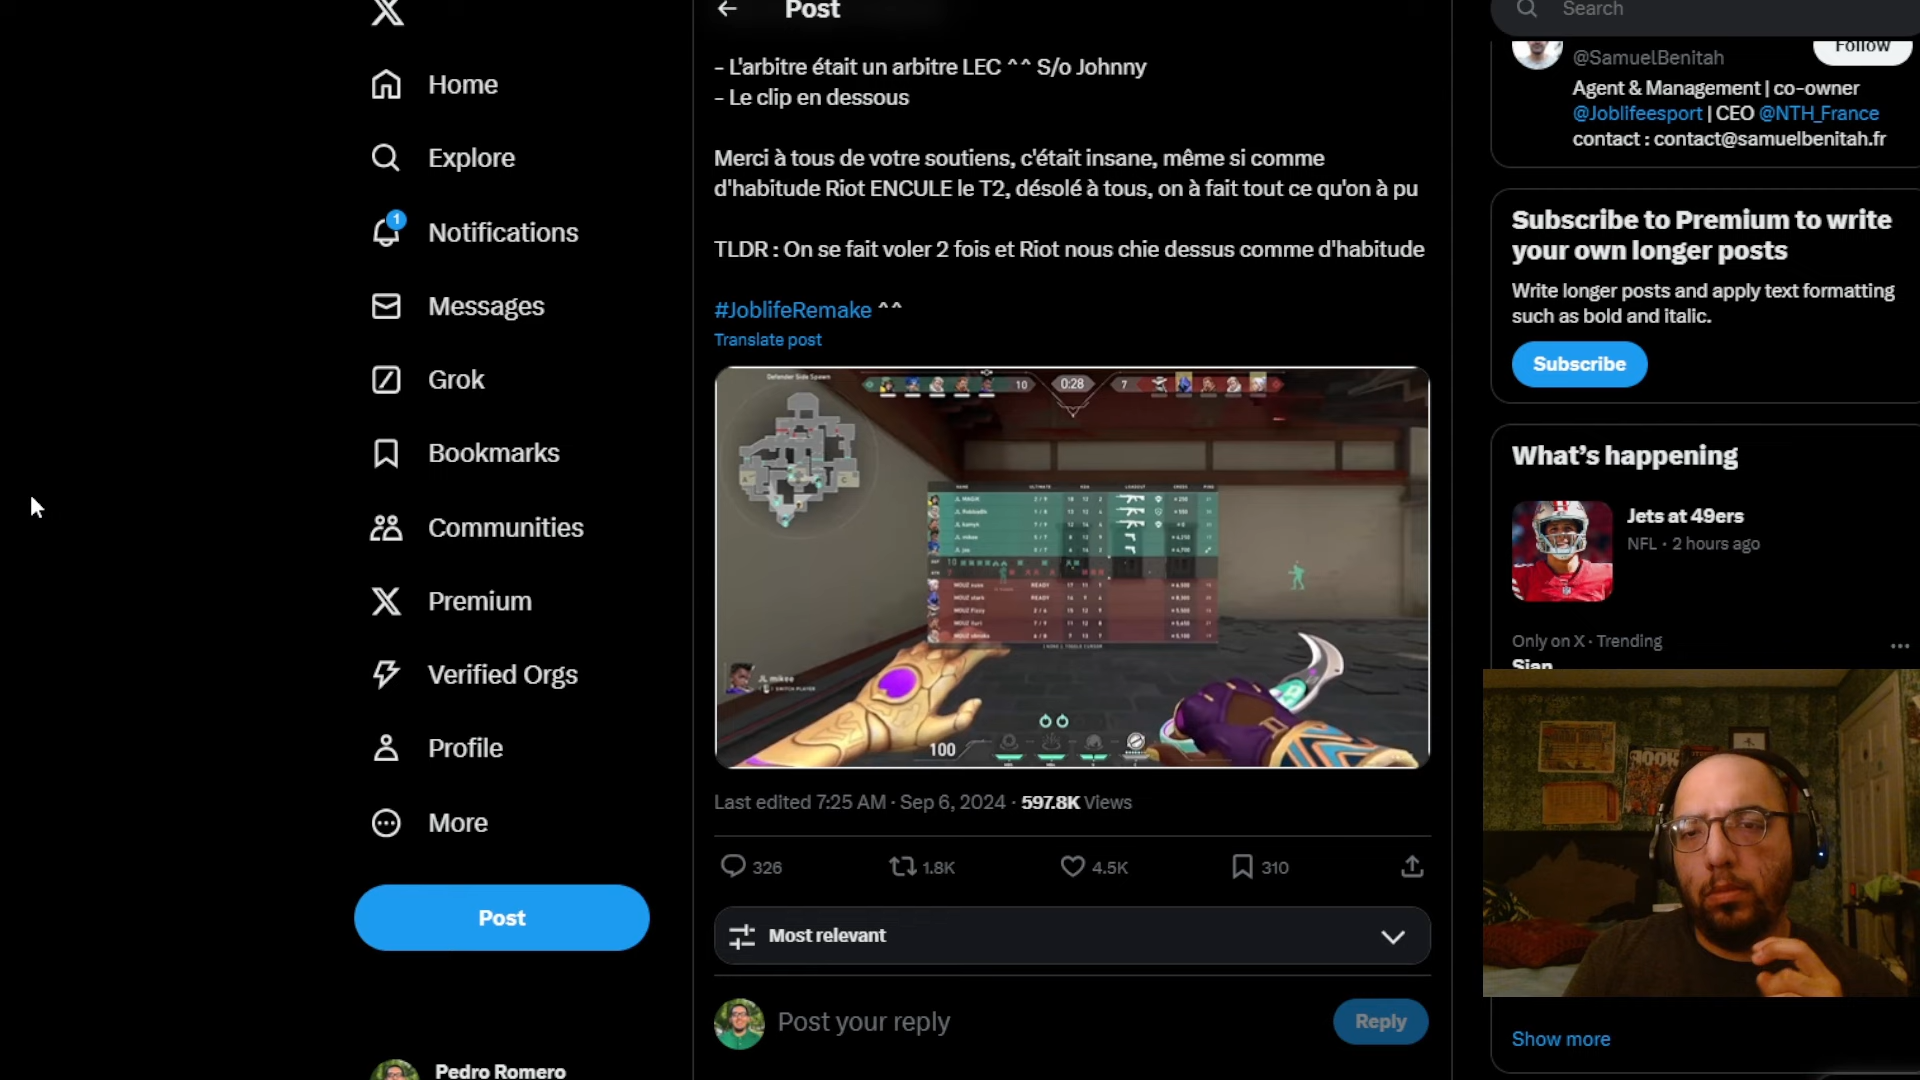 Home
Explore
1
Notifications
Messages
Grok
Bookmarks
Communities
Premium
Verified Orgs
Profile
More
Post
Pedro Romero
Post
- L'arbitre était un arbitre LEC ^^ S/o Johnny
- Le clip en dessous
Merci à tous de votre soutiens, c'était insane, même si comme
d'habitude Riot ENCULE le T2, désolé à tous, on à fait tout ce qu'on à pu
TLDR : On se fait voler 2 fois et Riot nous chie dessus comme d'habitude
#JoblifeRemake ^^
Translate post
Defender Side Spawn
10
0:28
7
JL mikee
100
Last edited 7:25 AM · Sep 6, 2024 · 597.8K Views
326
1.8K
4.5K
310
Most relevant
Post your reply
Reply
Search
@SamuelBenitah
Follow
Agent & Management | co-owner
@Joblifeesport | CEO @NTH_France
contact : contact@samuelbenitah.fr
Subscribe to Premium to write
your own longer posts
Write longer posts and apply text formatting
such as bold and italic.
Subscribe
What's happening
Jets at 49ers
NFL · 2 hours ago
Only on X · Trending
Show more